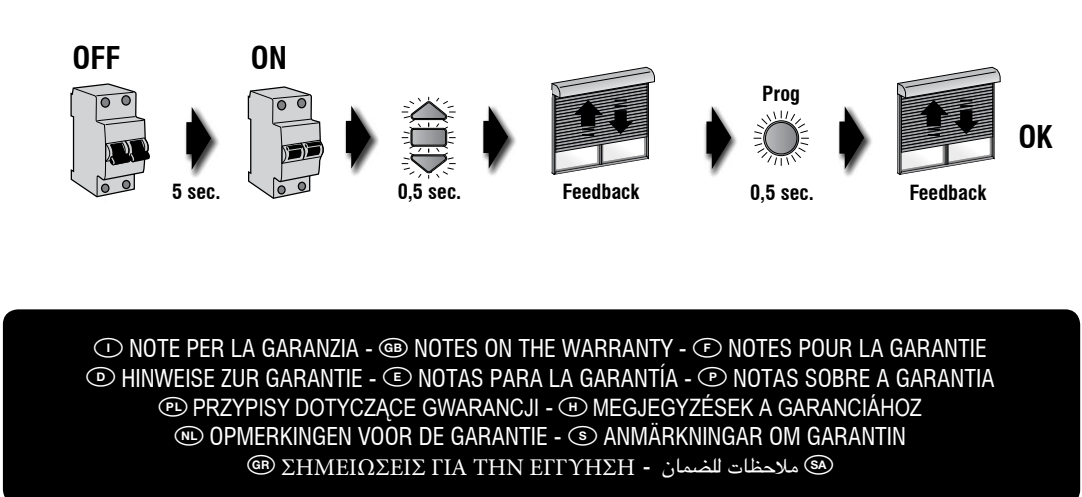 OFF ON
Prog
OK
5 sec. 0,5 sec. Feedback 0,5 sec. Feedback
I NOTE PER LA GARANZIA - GB NOTES ON THE WARRANTY - F NOTES POUR LA GARANTIE
D HINWEISE ZUR GARANTIE - E NOTAS PARA LA GARANTÍA - P NOTAS SOBRE A GARANTIA
PL PRZYPISY DOTYCZĄCE GWARANCJI - H MEGJEGYZÉSEK A GARANCIÁHOZ
NL OPMERKINGEN VOOR DE GARANTIE - S ANMÄRKNINGAR OM GARANTIN
GR ΣΗΜΕΙΩΣΕΙΣ ΓΙΑ ΤΗΝ ΕΓΓΥΗΣΗ - ملاحظات للضمان SA